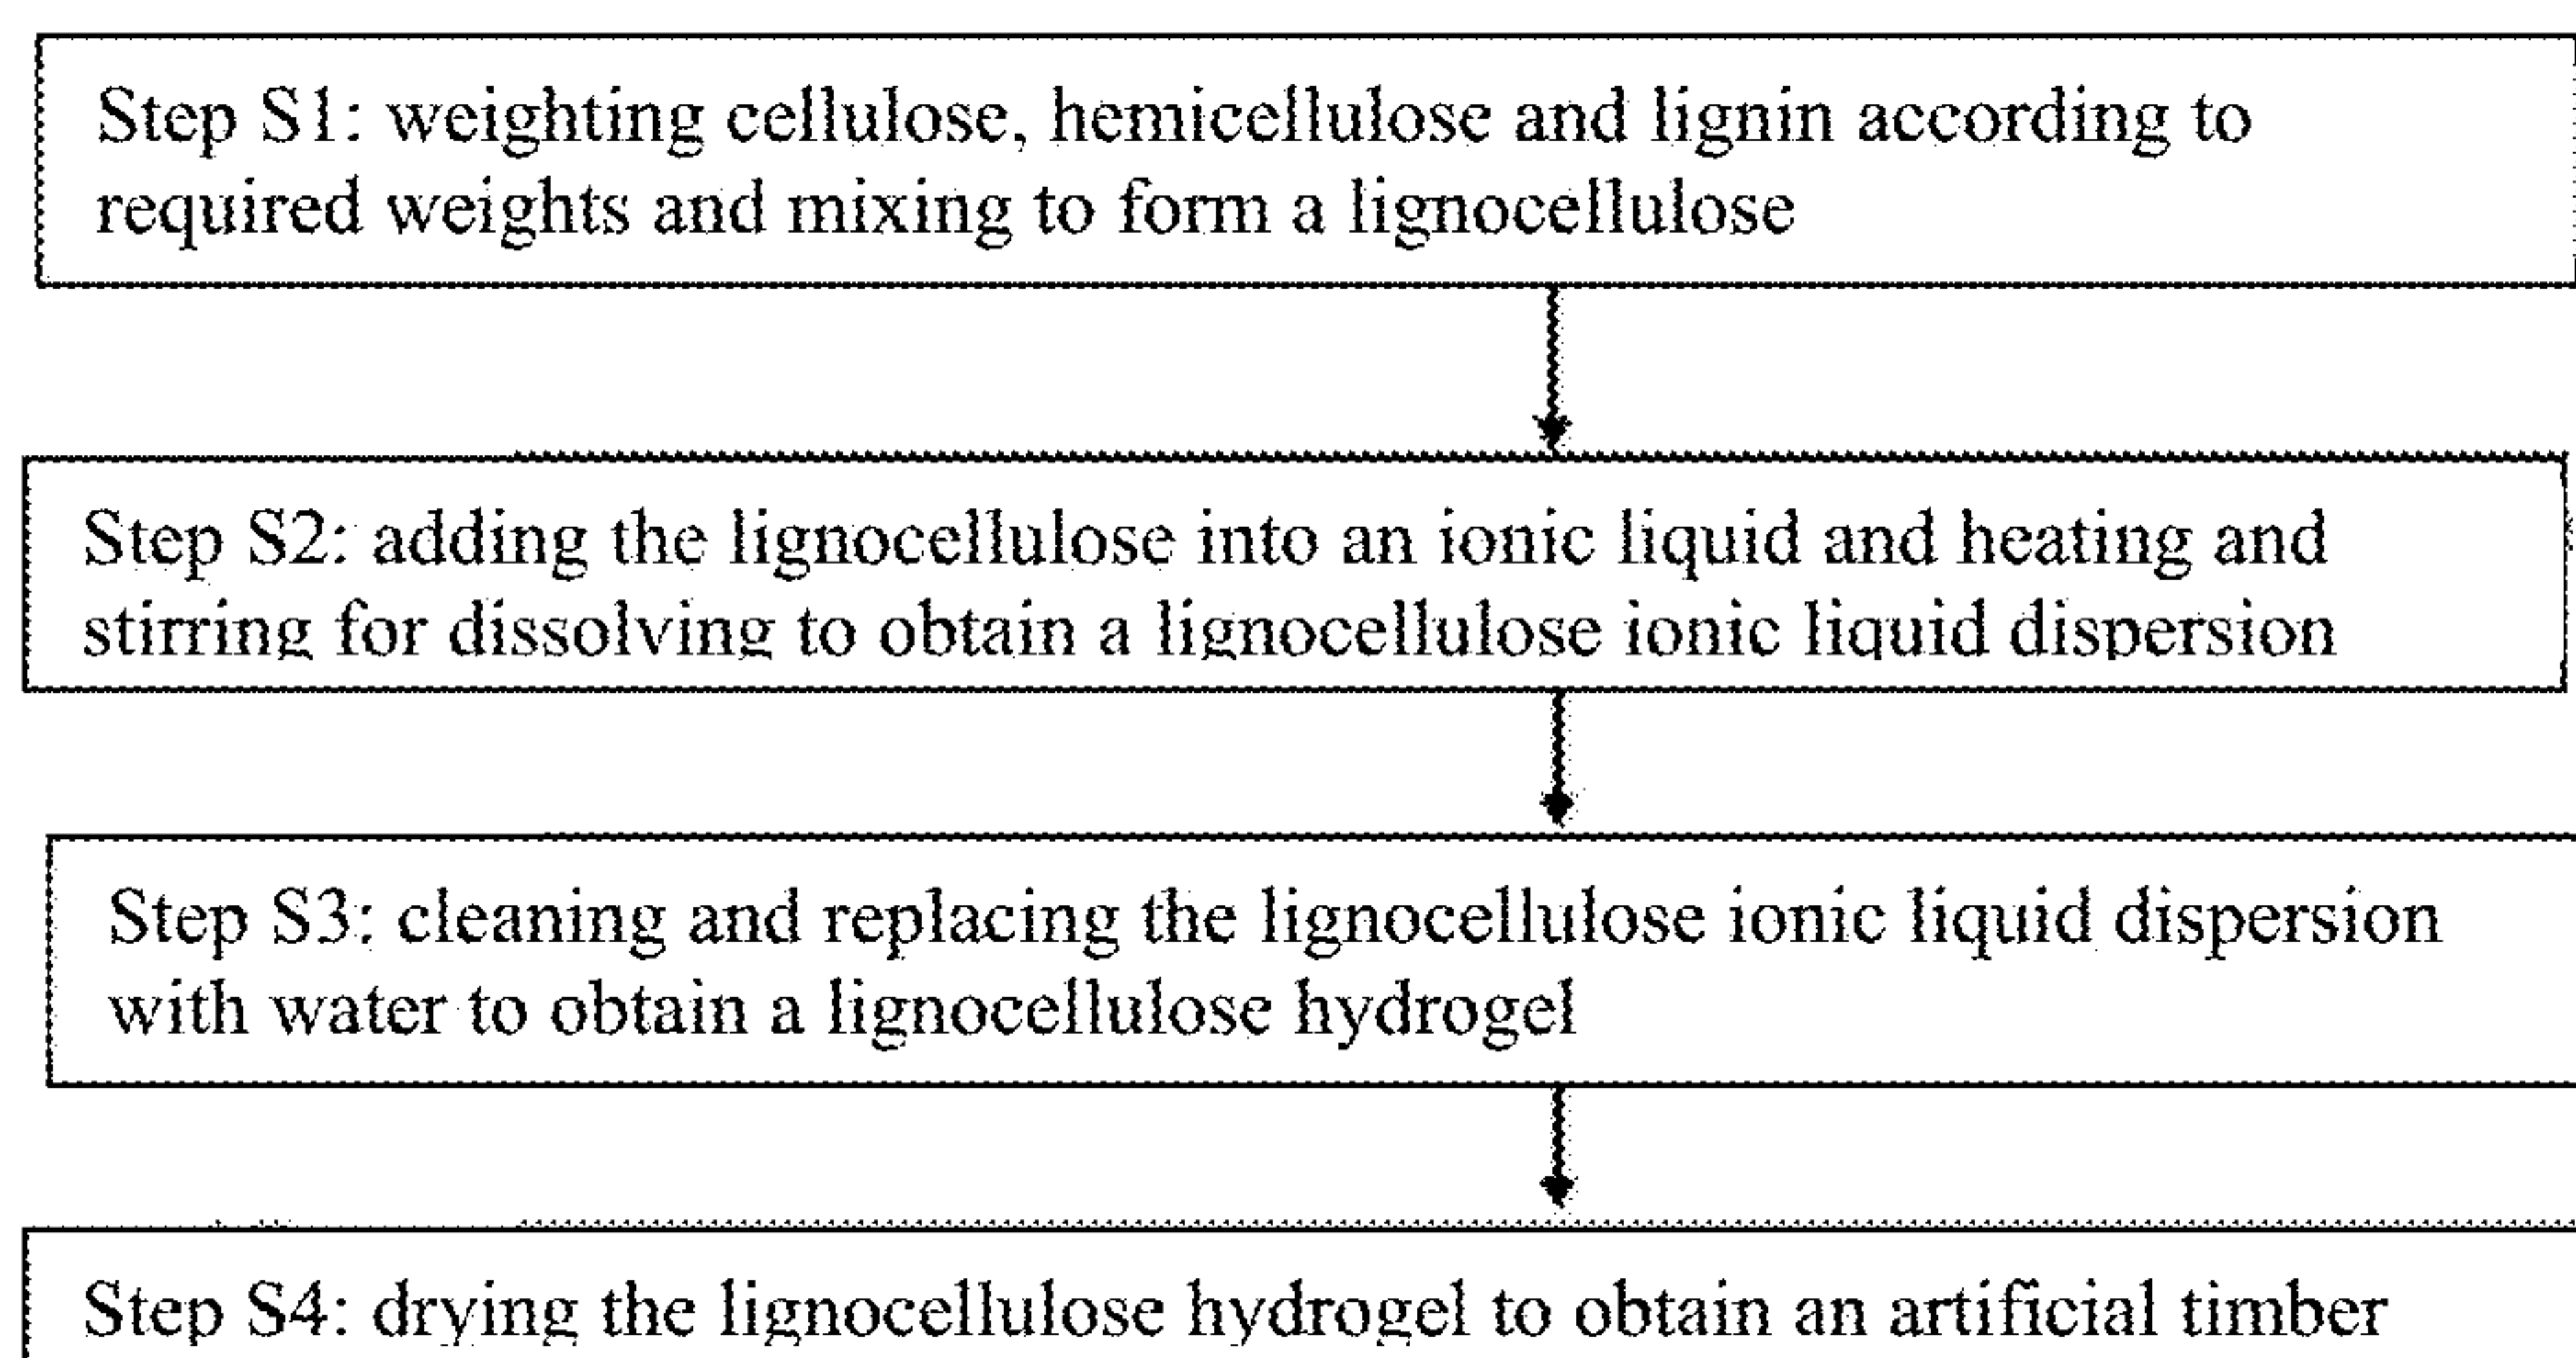 Step S1: weighting cellulose, hemicellulose and lignin according to
required weights and mixing to form a lignocellulose
Step S2: adding the lignocellulose into an ionic liquid and heating and
stirring for dissolving to obtain a lignocellulose ionic liquid dispersion
Step S3: cleaning and replacing the lignocellulose ionic liquid dispersion
with water to obtain a lignocellulose hydrogel
Step S4: drying the lignocellulose hydrogel to obtain an artificial timber